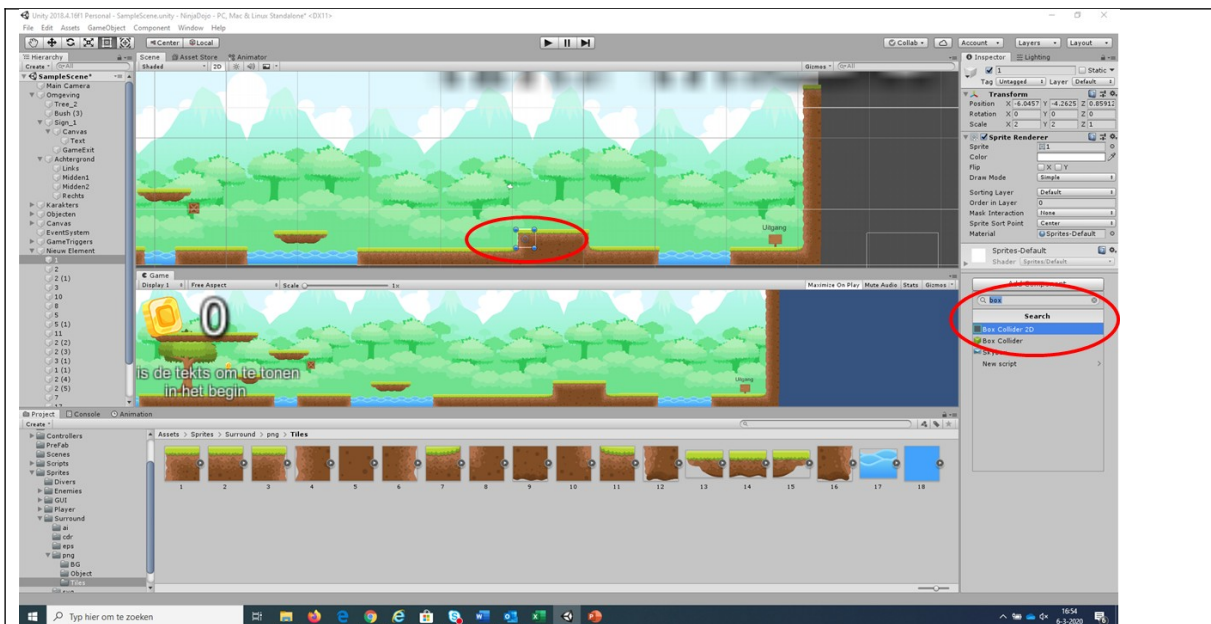 Unity 2018.4.16f1 Personal - SampleScene.unity - NinjaDojo - PC, Mac & Linux Standalone* <DX11>
File Edit Assets GameObject Component Window Help
Center Local
Collab Account Layers Layout
Hierarchy
Create All
SampleScene*
Main Camera
Omgeving
Tree_2
Bush (3)
Sign_1
Canvas
Text
GameExit
Achtergrond
Links
Midden1
Midden2
Rechts
Karakters
Objecten
Canvas
EventSystem
GameTriggers
Nieuw Element
1
2
2 (1)
3
10
8
5
5 (1)
11
2 (2)
2 (3)
3 (1)
1 (1)
2 (4)
2 (5)
7
Scene Asset Store Animator
Shaded 2D Gizmos All
Uitgang
Game
Display 1 Free Aspect Scale 1x Maximize On Play Mute Audio Stats Gizmos
0
is de tekts om te tonen
in het begin
Uitgang
Inspector Lighting
1 Static
Tag Untagged Layer Default
Transform
Position X -6.0457 Y -4.2625 Z 0.85912
Rotation X 0 Y 0 Z 0
Scale X 2 Y 2 Z 1
Sprite Renderer
Sprite 1
Color
Flip X Y
Draw Mode Simple
Sorting Layer Default
Order in Layer 0
Mask Interaction None
Sprite Sort Point Center
Material Sprites-Default
Sprites-Default
Shader Sprites/Default
Add Component
box
Search
Box Collider 2D
Box Collider
New script
Project Console Animation
Create
Controllers
PreFab
Scenes
Scripts
Sprites
Divers
Enemies
GUI
Player
Surround
ai
cdr
eps
png
BG
Object
Tiles
Assets > Sprites > Surround > png > Tiles
1 2 3 4 5 6 7 8 9 10 11 12 13 14 15 16 17 18
Typ hier om te zoeken
16:54
6-3-2020